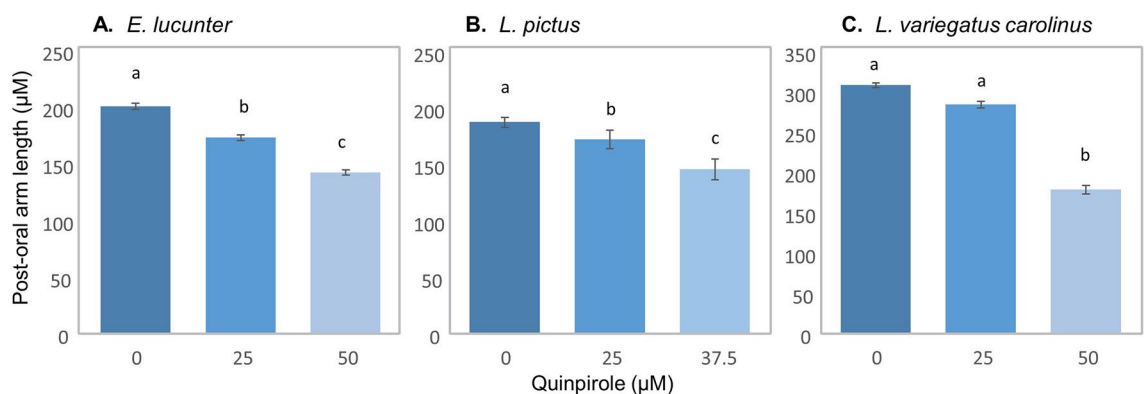 A. E. lucunter
B. L. pictus
C. L. variegatus carolinus
Post-oral arm length (µM)
250
200
150
100
50
0
a
b
c
0 25 50
250
200
150
100
50
0
a
b
c
0 25 37.5
350
300
250
200
150
100
50
0
a
a
b
0 25 50
Quinpirole (µM)